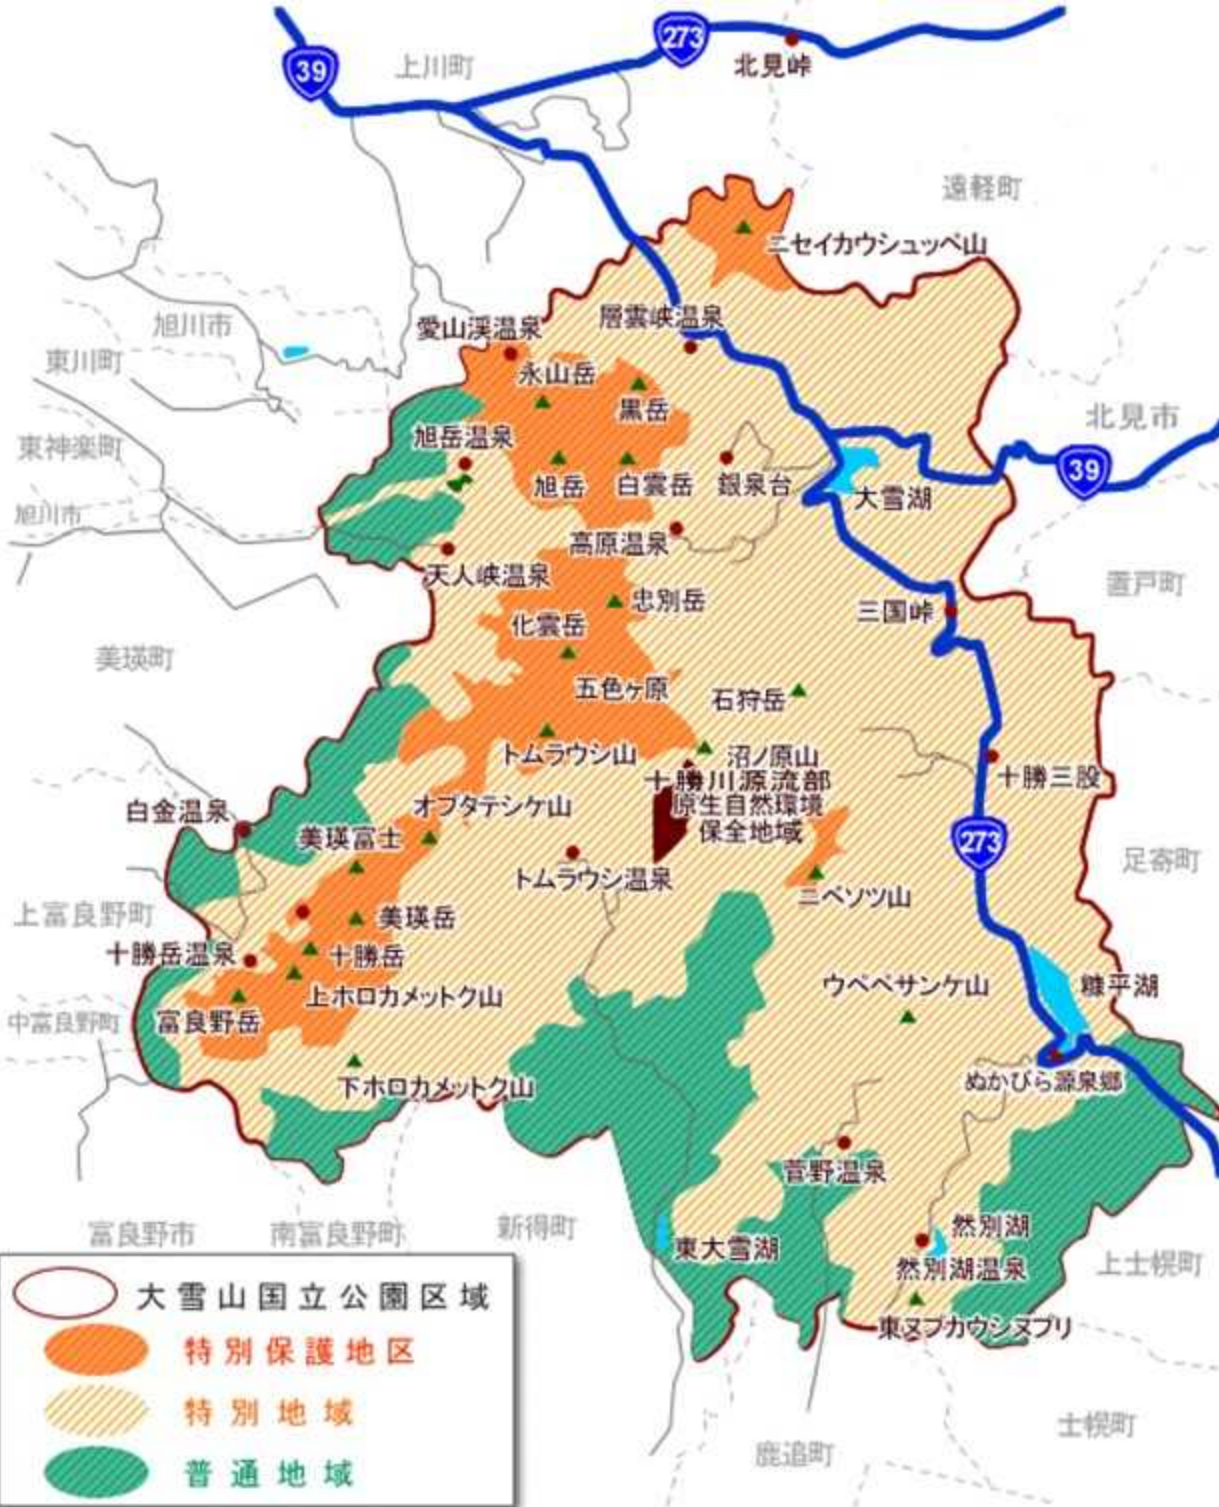 273
39
上川町
北見峠
遠軽町
ニセイカウシュッペ山
旭川市
愛山渓温泉
層雲峡温泉
東川町
永山岳
黒岳
北見市
東神楽町
旭岳温泉
39
旭岳
白雲岳
銀泉台
大雪湖
旭川市
高原温泉
天人峡温泉
置戸町
忠別岳
三国峠
化雲岳
美瑛町
五色ヶ原
石狩岳
トムラウシ山
沼ノ原山
十勝川源流部
原生自然環境
保全地域
十勝三股
白金温泉
オプタテシケ山
美瑛富士
273
足寄町
トムラウシ温泉
ニペソツ山
上富良野町
美瑛岳
十勝岳温泉
十勝岳
上ホロカメットク山
ウペペサンケ山
糠平湖
中富良野町
富良野岳
下ホロカメットク山
ぬかびら源泉郷
菅野温泉
富良野市
南富良野町
新得町
東大雪湖
然別湖
然別湖温泉
上士幌町
東ヌプカウシヌプリ
大雪山国立公園区域
特別保護地区
特別地域
普通地域
士幌町
鹿追町